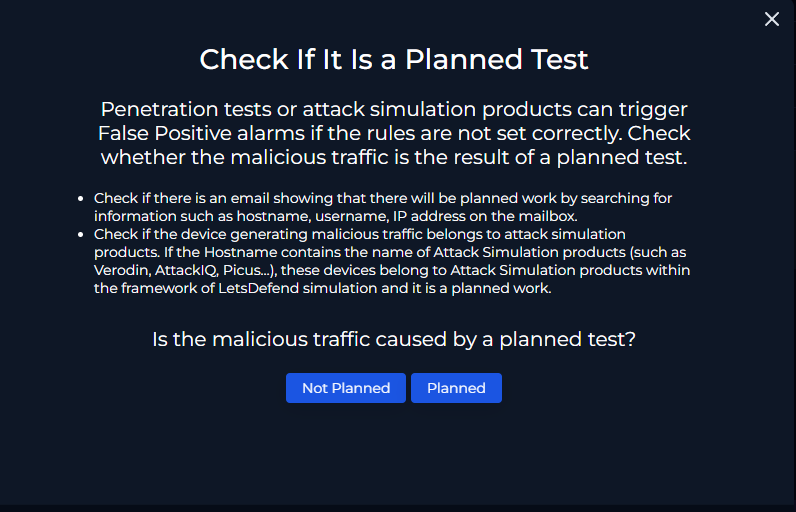 Check If It Is a Planned Test
Penetration tests or attack simulation products can trigger
False Positive alarms if the rules are not set correctly. Check
whether the malicious traffic is the result of a planned test.
• Check if there is an email showing that there will be planned work by searching for
information such as hostname, username, IP address on the mailbox.
• Check if the device generating malicious traffic belongs to attack simulation
products. If the Hostname contains the name of Attack Simulation products (such as
Verodin, AttackIQ, Picus...), these devices belong to Attack Simulation products within
the framework of LetsDefend simulation and it is a planned work.
Is the malicious traffic caused by a planned test?
Not Planned Planned